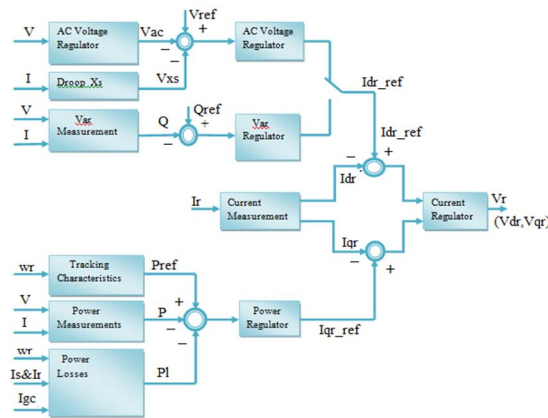 Vref
V
AC Voltage
Regulator
Vac
+
−
−
AC Voltage
Regulator
I
Droop Xs
Vxs
Idr_ref
V
I
Var
Measurement
Q
−
Qref
+
Var
Regulator
Idr_ref
−
+
Idr
Ir
Current
Measurement
Current
Regulator
Vr
(Vdr,Vqr)
Iqr
−
+
wr
Tracking
Characteristics
Pref
+
V
I
Power
Measurements
P
−
−
Power
Regulator
Iqr_ref
wr
Is&Ir
Igc
Power
Losses
Pl